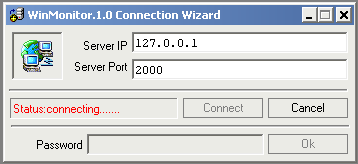 WinMonitor.1.0 Connection Wizard
Server IP 127.0.0.1
Server Port 2000
Status:connecting....... Connect Cancel
Password Ok